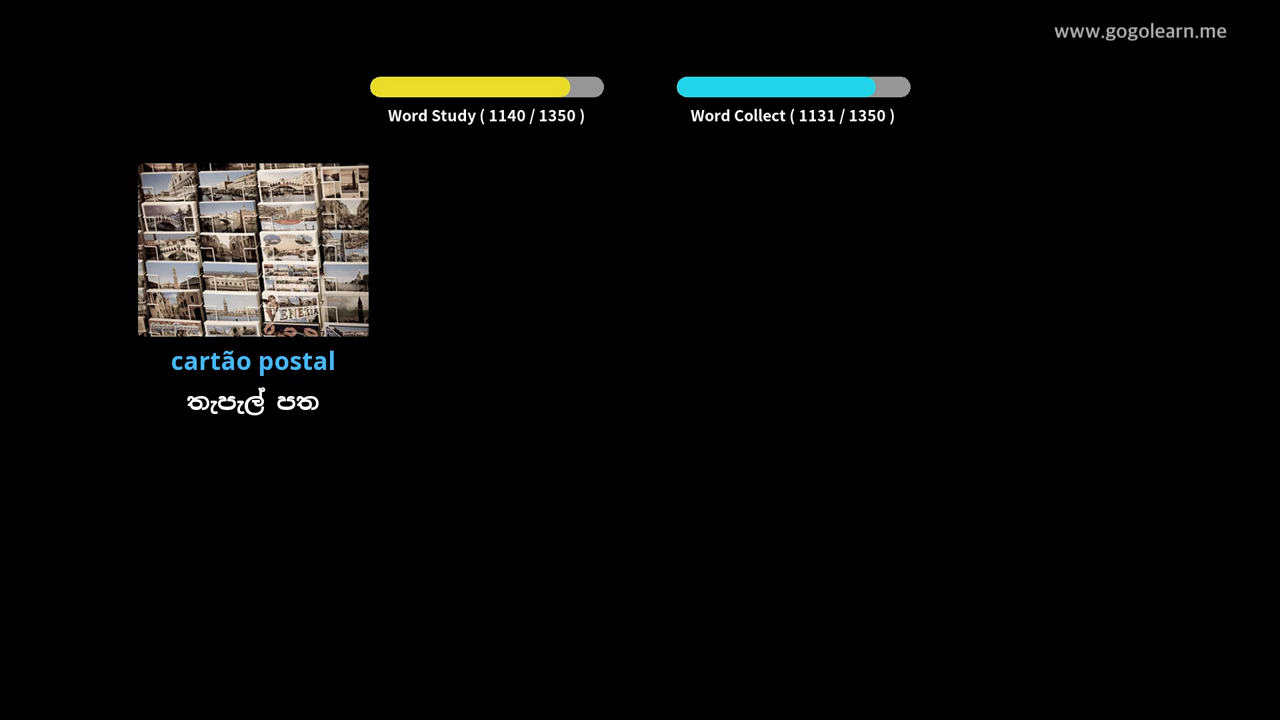 www.gogolearn.me
Word Study ( 1140 / 1350 )
Word Collect ( 1131 / 1350 )
cartão postal
තැපැල් පත